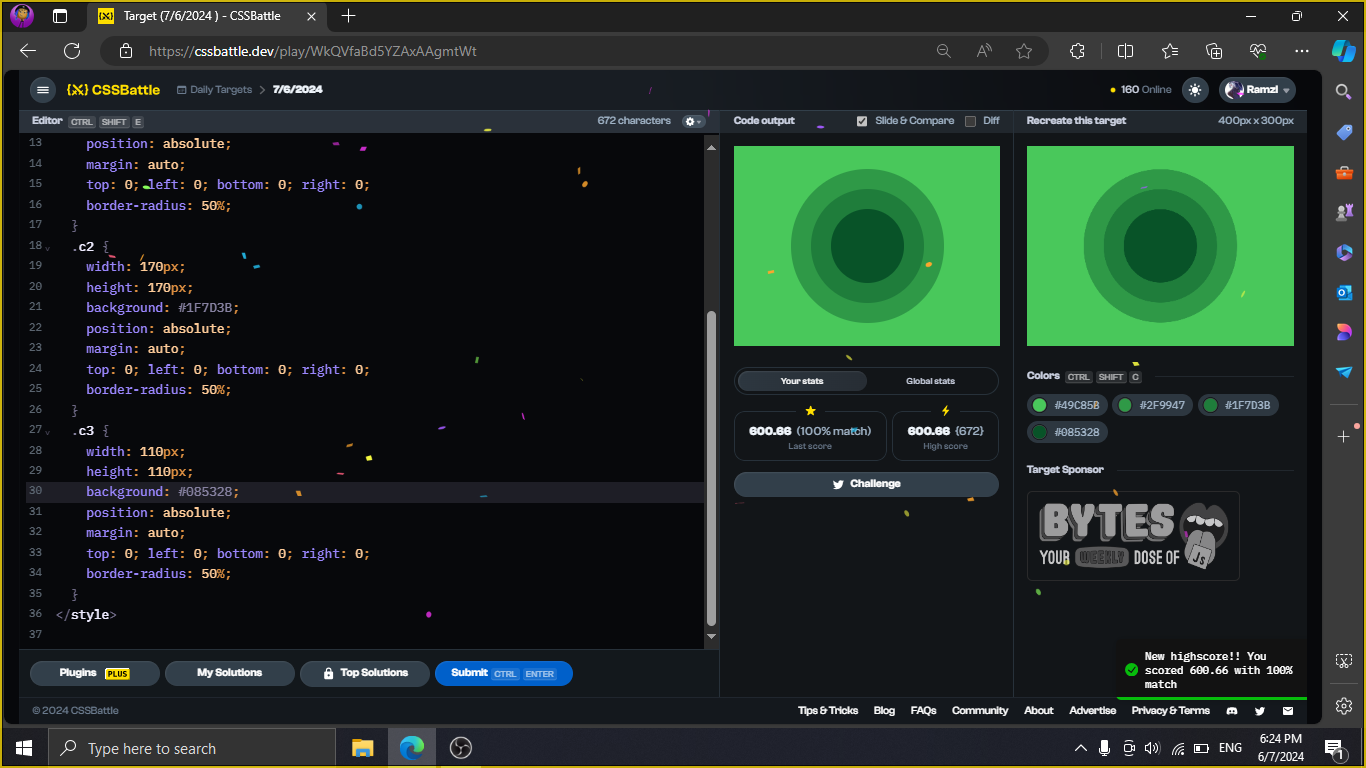 Target (7/6/2024 ) - CSSBattle
https://cssbattle.dev/play/WkQVfaBd5YZAxAAgmtWt
CSSBattle
Daily Targets > 7/6/2024
160 Online
Ramzi
Editor CTRL SHIFT E
672 characters
13 position: absolute;
14 margin: auto;
15 top: 0; left: 0; bottom: 0; right: 0;
16 border-radius: 50%;
17 }
18 .c2 {
19 width: 170px;
20 height: 170px;
21 background: #1F7D3B;
22 position: absolute;
23 margin: auto;
24 top: 0; left: 0; bottom: 0; right: 0;
25 border-radius: 50%;
26 }
27 .c3 {
28 width: 110px;
29 height: 110px;
30 background: #085328;
31 position: absolute;
32 margin: auto;
33 top: 0; left: 0; bottom: 0; right: 0;
34 border-radius: 50%;
35 }
36 </style>
37
Plugins PLUS
My Solutions
Top Solutions
Submit CTRL ENTER
Code output
Slide & Compare
Diff
Your stats
Global stats
600.66 (100% match)
Last score
600.66 {672}
High score
Challenge
Recreate this target
400px x 300px
Colors CTRL SHIFT C
#49C85B
#2F9947
#1F7D3B
#085328
Target Sponsor
BYTES
YOUR WEEKLY DOSE OF JS
New highscore!! You
scored 600.66 with 100%
match
© 2024 CSSBattle
Tips & Tricks Blog FAQs Community About Advertise Privacy & Terms
Type here to search
ENG
6:24 PM
6/7/2024
1